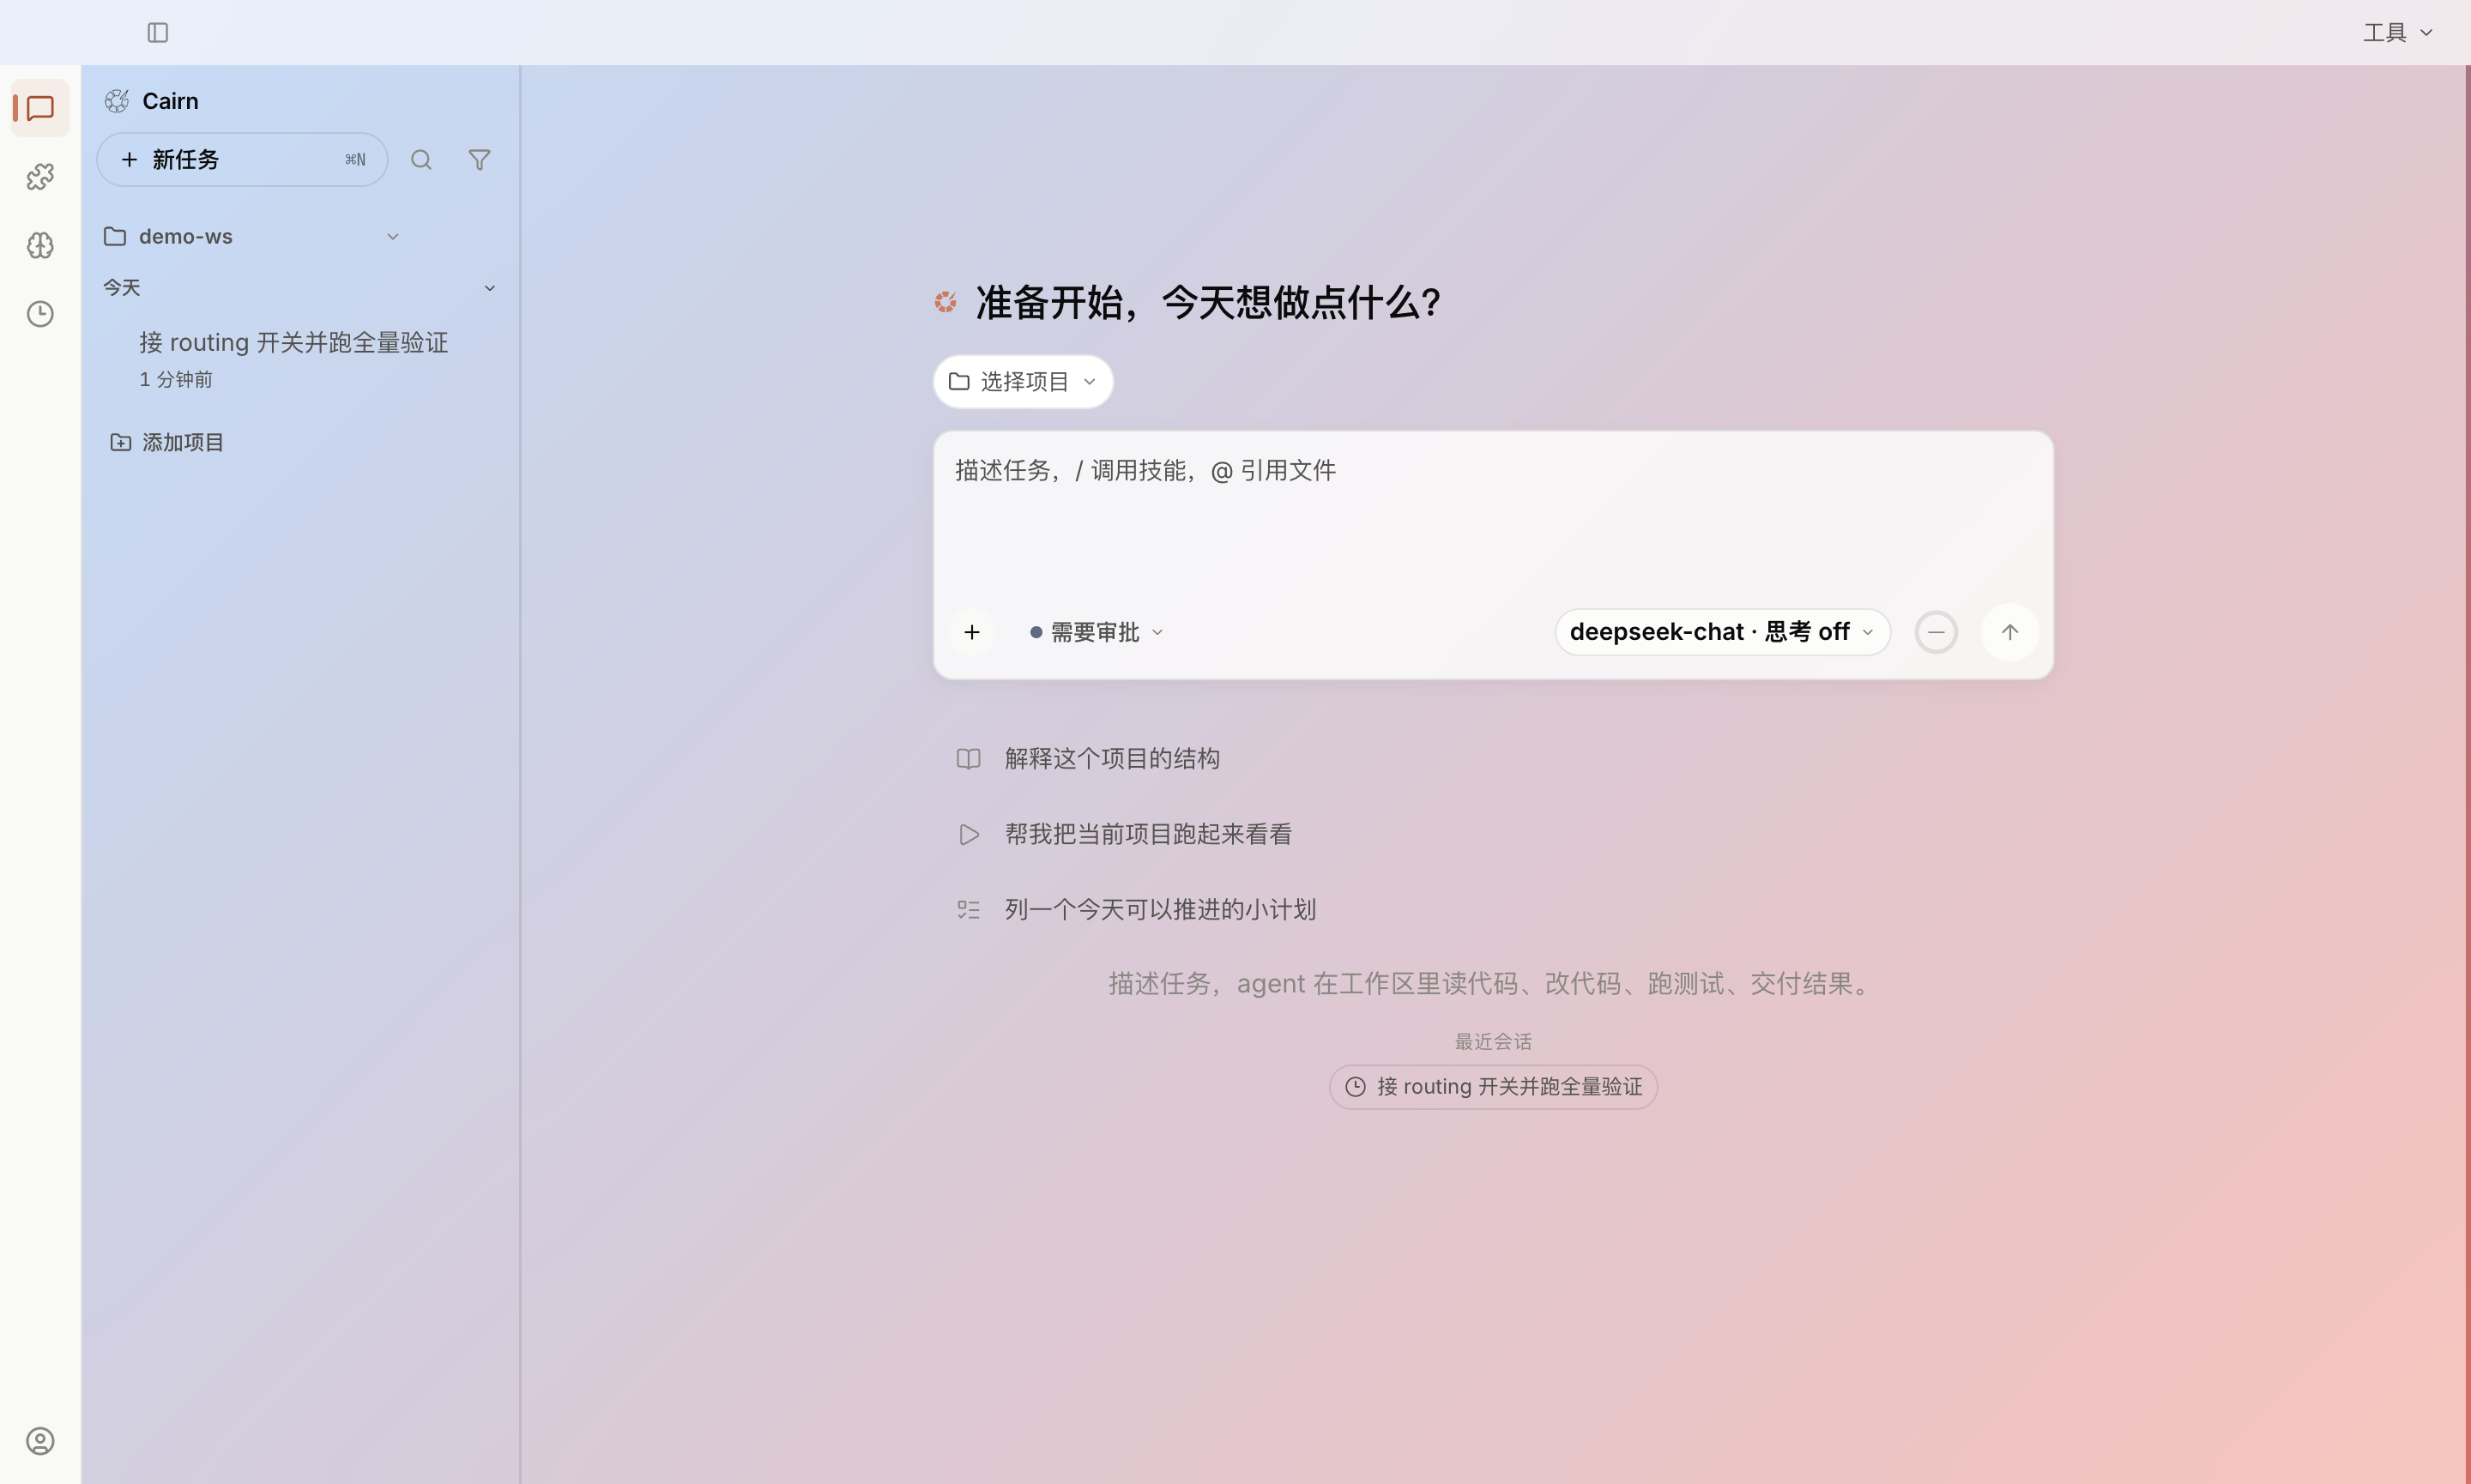 工具
Cairn
新任务 ⌘N
demo-ws
今天
接 routing 开关并跑全量验证
1 分钟前
添加项目
准备开始，今天想做点什么？
选择项目
描述任务，/ 调用技能，@ 引用文件
需要审批
deepseek-chat · 思考 off
解释这个项目的结构
帮我把当前项目跑起来看看
列一个今天可以推进的小计划
描述任务，agent 在工作区里读代码、改代码、跑测试、交付结果。
最近会话
接 routing 开关并跑全量验证